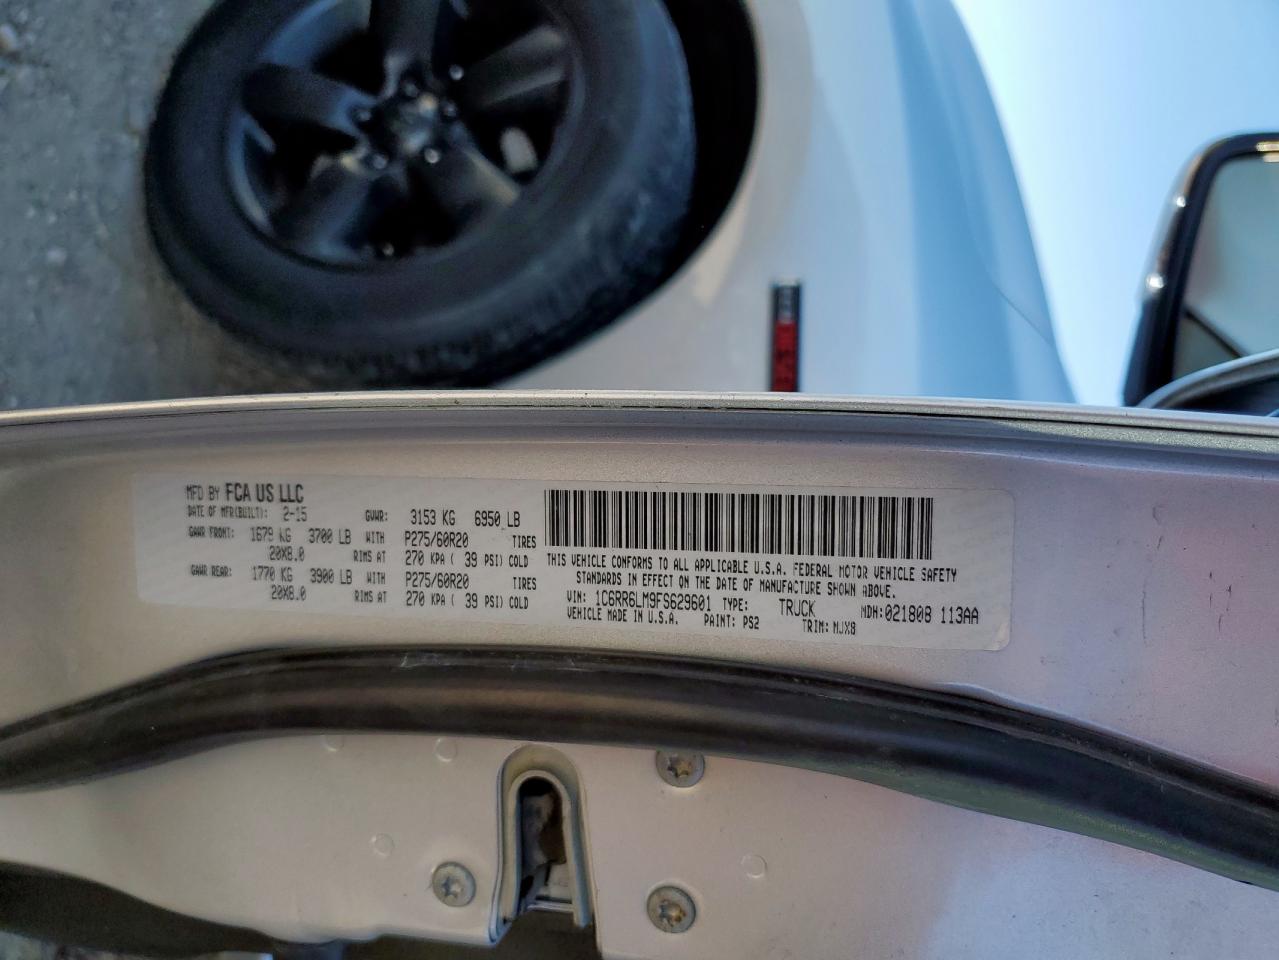 MFD BY FCA US LLC
DATE OF MFR(BUILT): 2-15 GVWR: 3153 KG 6950 LB
GAWR FRONT: 1679 KG 3700 LB WITH P275/60R20 TIRES
20X8.0 RIMS AT 270 KPA ( 39 PSI) COLD
GAWR REAR: 1770 KG 3900 LB WITH P275/60R20 TIRES
20X8.0 RIMS AT 270 KPA ( 39 PSI) COLD
THIS VEHICLE CONFORMS TO ALL APPLICABLE U.S.A. FEDERAL MOTOR VEHICLE SAFETY
STANDARDS IN EFFECT ON THE DATE OF MANUFACTURE SHOWN ABOVE.
VIN: 1C6RR6LM9FS629601 TYPE: TRUCK MDH:021808 113AA
VEHICLE MADE IN U.S.A. PAINT: PS2 TRIM: MJX8